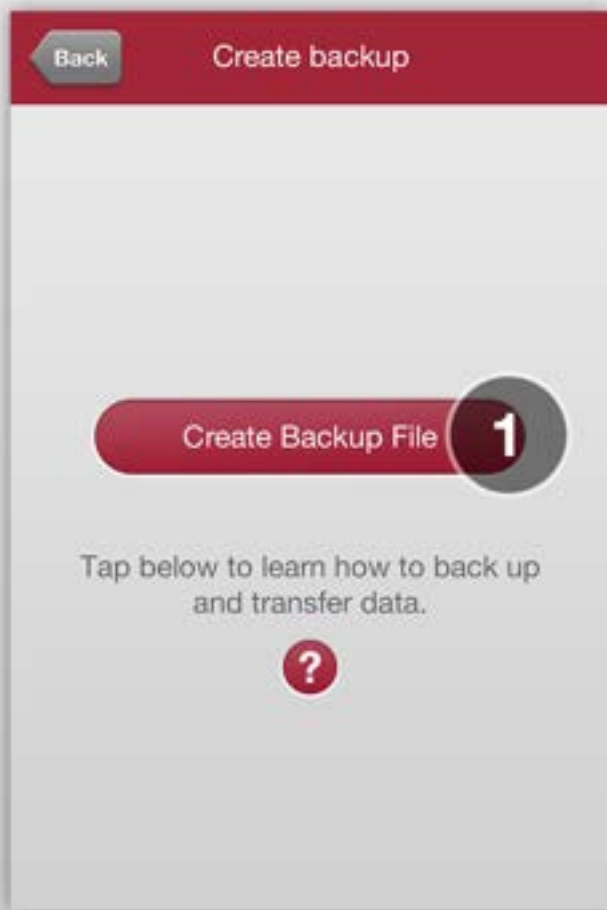 Back
Create backup
Create Backup File
1
Tap below to learn how to back up
and transfer data.
?